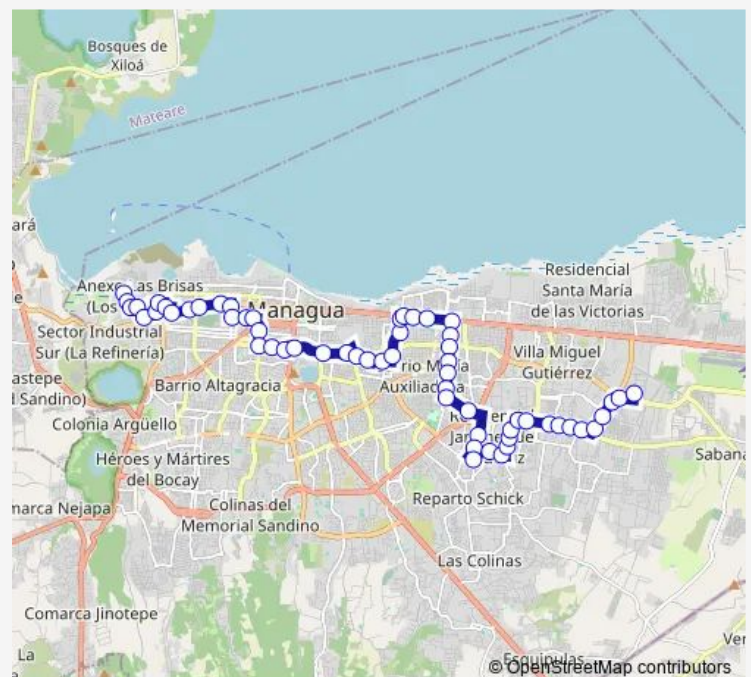 Bosques de
Xiloá
Mateare
ará
Anexo Las Brisas
(Los
Managua
Residencial
Santa María
de las Victorias
Sector Industrial
Sur (La Refinería)
Villa Miguel
Gutiérrez
astepe
d Sandino)
Barrio Altagracia
Auxiliadora
Colonia Argüello
Sabana
Héroes y Mártires
del Bocay
marca Nejapa
Colinas del
Memorial Sandino
Reparto Schick
Las Colinas
Comarca Jinotepe
La
Ver
Esquipulas
© OpenStreetMap contributors